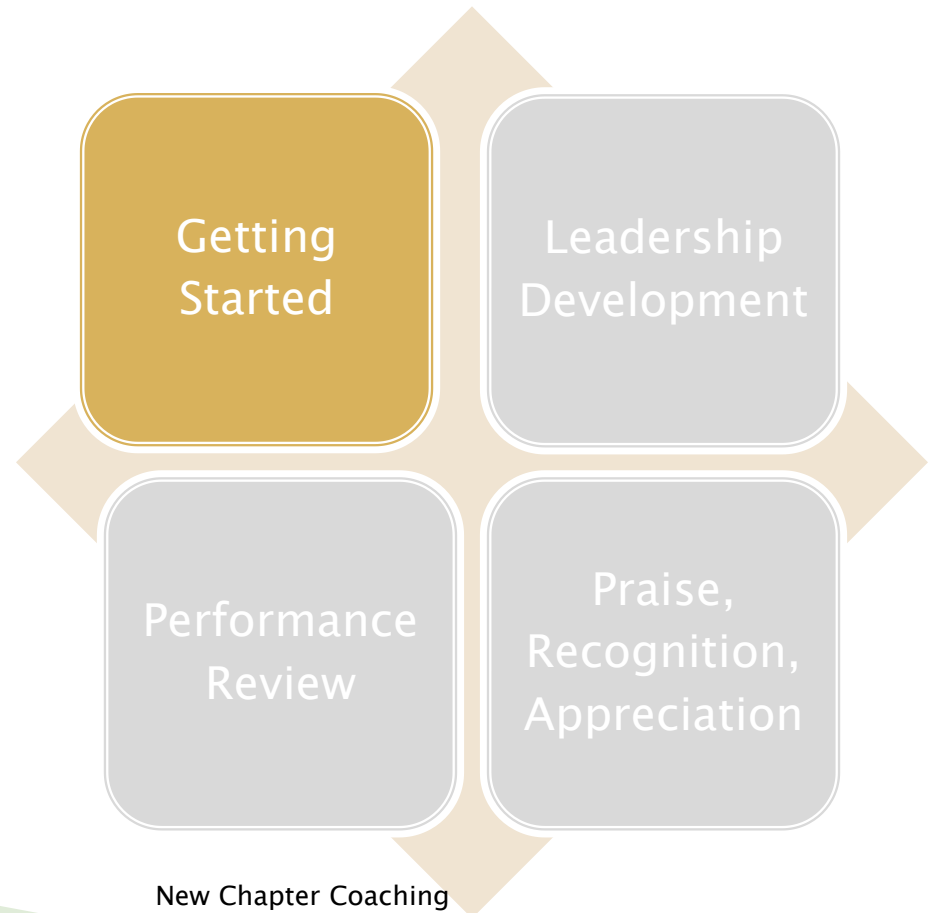 Getting
Started
Leadership
Development
Performance
Review
Praise,
Recognition,
Appreciation
New Chapter Coaching